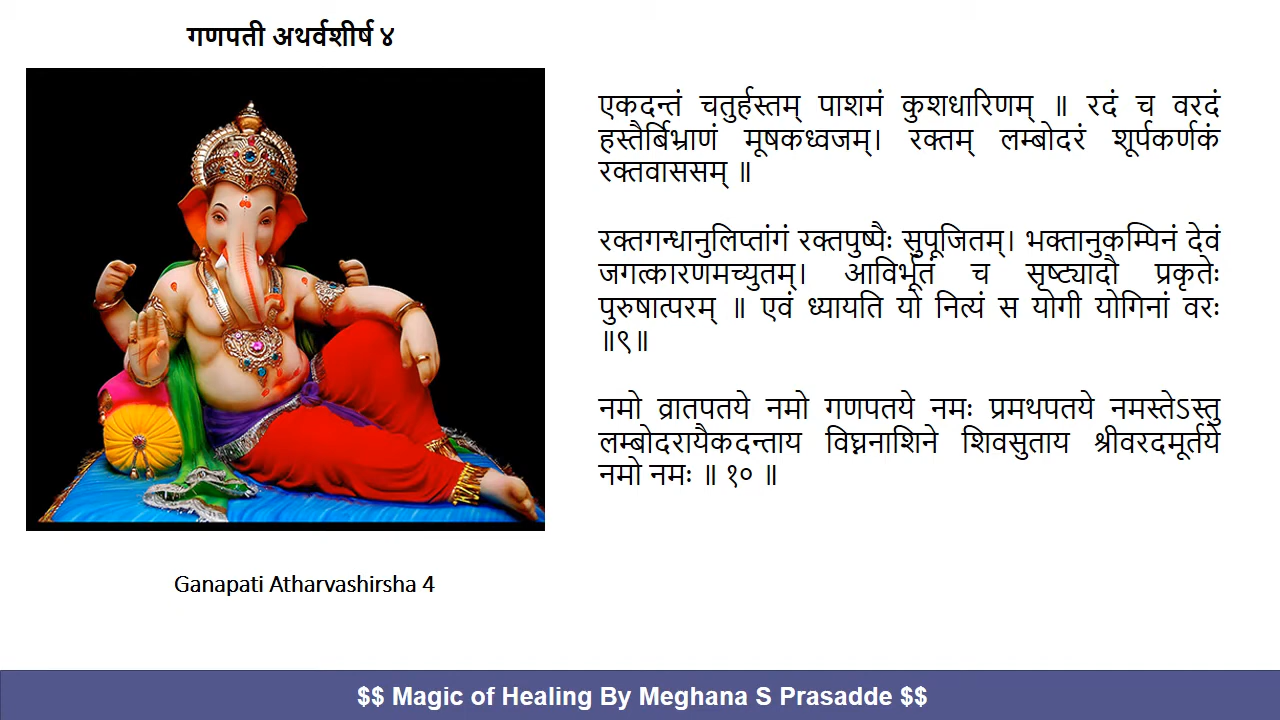 गणपती अथर्वशीर्ष ४
एकदन्तं चतुर्हस्तम् पाशमं कुशधारिणम् ॥ रदं च वरदं
हस्तैर्बिभ्राणं मूषकध्वजम्। रक्तम् लम्बोदरं शूर्पकर्णकं
रक्तवाससम् ॥
रक्तगन्धानुलिप्तांगं रक्तपुष्पैः सुपूजितम्। भक्तानुकम्पिनं देवं
जगत्कारणमच्युतम्। आविर्भूतं च सृष्ट्यादौ प्रकृतेः
पुरुषात्परम् ॥ एवं ध्यायति यो नित्यं स योगी योगिनां वरः
॥९॥
नमो व्रातपतये नमो गणपतये नमः प्रमथपतये नमस्तेऽस्तु
लम्बोदरायैकदन्ताय विघ्ननाशिने शिवसुताय श्रीवरदमूर्तये
नमो नमः ॥ १० ॥
Ganapati Atharvashirsha 4
$$ Magic of Healing By Meghana S Prasadde $$